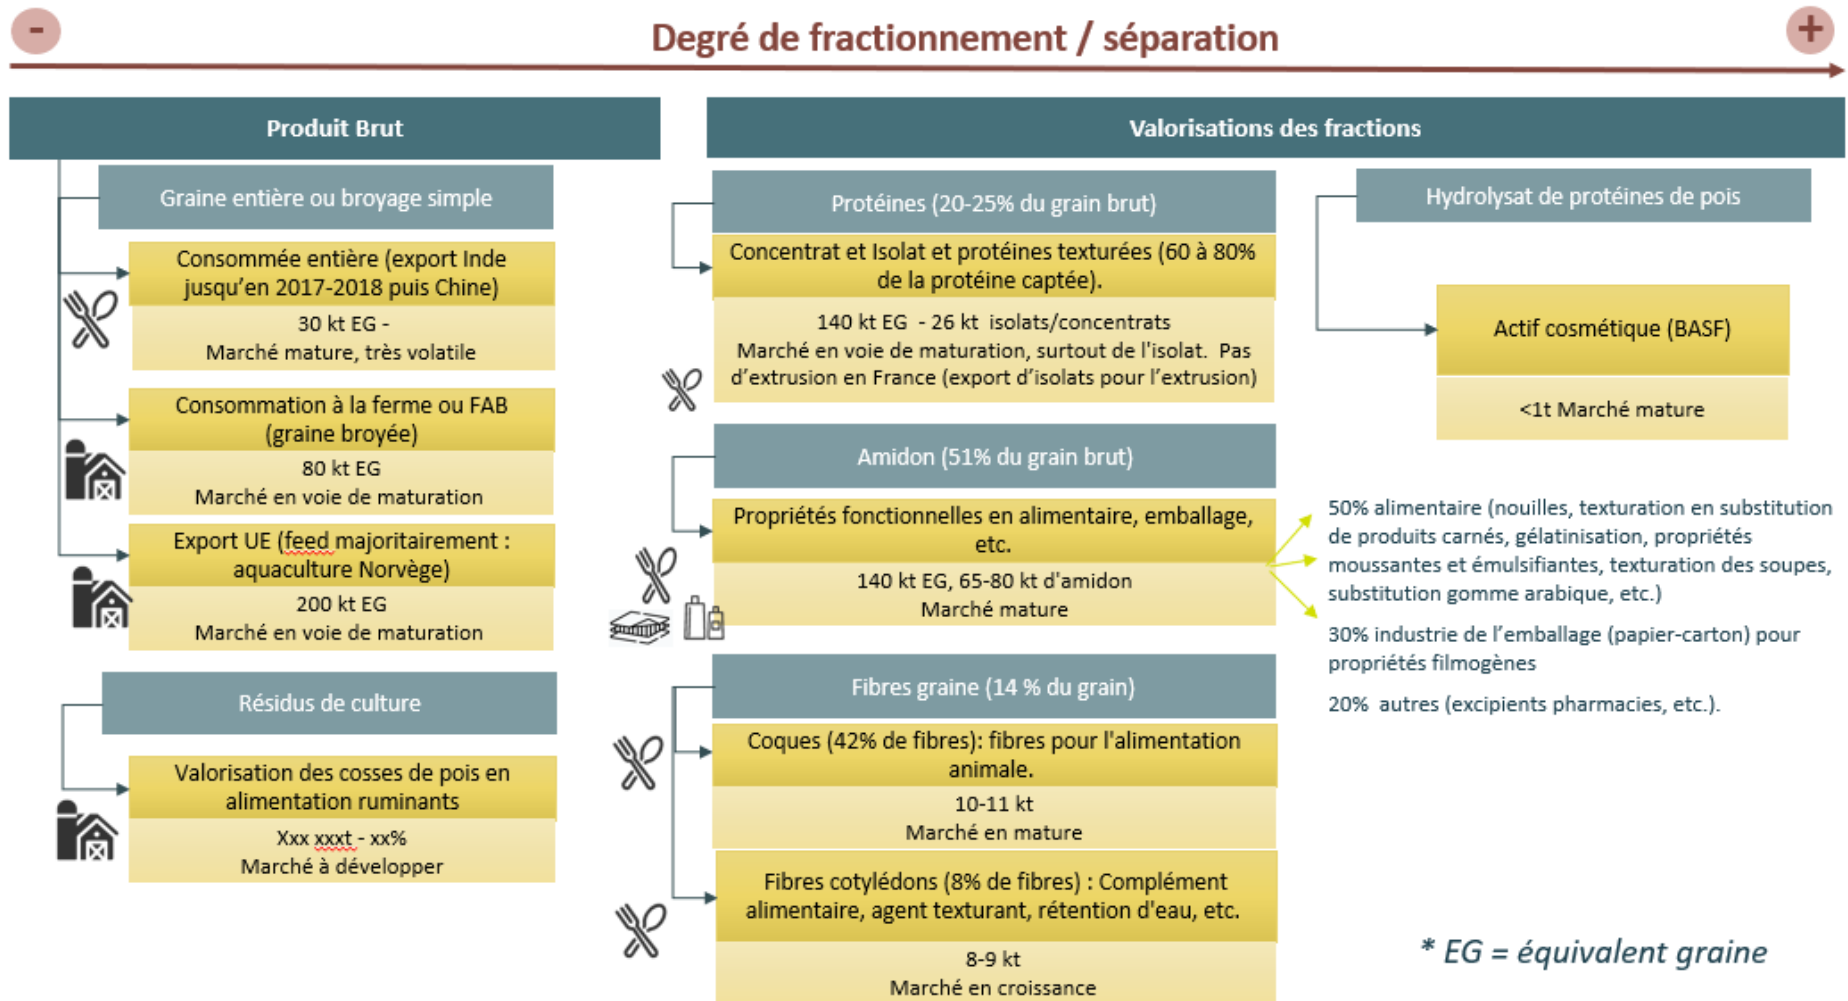 -
Degré de fractionnement / séparation
+
Produit Brut
Graine entière ou broyage simple
Consommée entière (export Inde
jusqu'en 2017-2018 puis Chine)
30 kt EG -
Marché mature, très volatile
Consommation à la ferme ou FAB
(graine broyée)
80 kt EG
Marché en voie de maturation
Export UE (feed majoritairement :
aquaculture Norvège)
200 kt EG
Marché en voie de maturation
Résidus de culture
Valorisation des cosses de pois en
alimentation ruminants
Xxx xxxt - xx%
Marché à développer
Valorisations des fractions
Protéines (20-25% du grain brut)
Concentrat et Isolat et protéines texturées (60 à 80%
de la protéine captée).
140 kt EG - 26 kt isolats/concentrats
Marché en voie de maturation, surtout de l'isolat. Pas
d'extrusion en France (export d'isolats pour l'extrusion)
Amidon (51% du grain brut)
Propriétés fonctionnelles en alimentaire, emballage,
etc.
140 kt EG, 65-80 kt d'amidon
Marché mature
Fibres graine (14 % du grain)
Coques (42% de fibres): fibres pour l'alimentation
animale.
10-11 kt
Marché en mature
Fibres cotylédons (8% de fibres) : Complément
alimentaire, agent texturant, rétention d'eau, etc.
8-9 kt
Marché en croissance
Hydrolysat de protéines de pois
Actif cosmétique (BASF)
<1t Marché mature
50% alimentaire (nouilles, texturation en substitution
de produits carnés, gélatinisation, propriétés
moussantes et émulsifiantes, texturation des soupes,
substitution gomme arabique, etc.)
30% industrie de l'emballage (papier-carton) pour
propriétés filmogènes
20% autres (excipients pharmacies, etc.).
* EG = équivalent graine